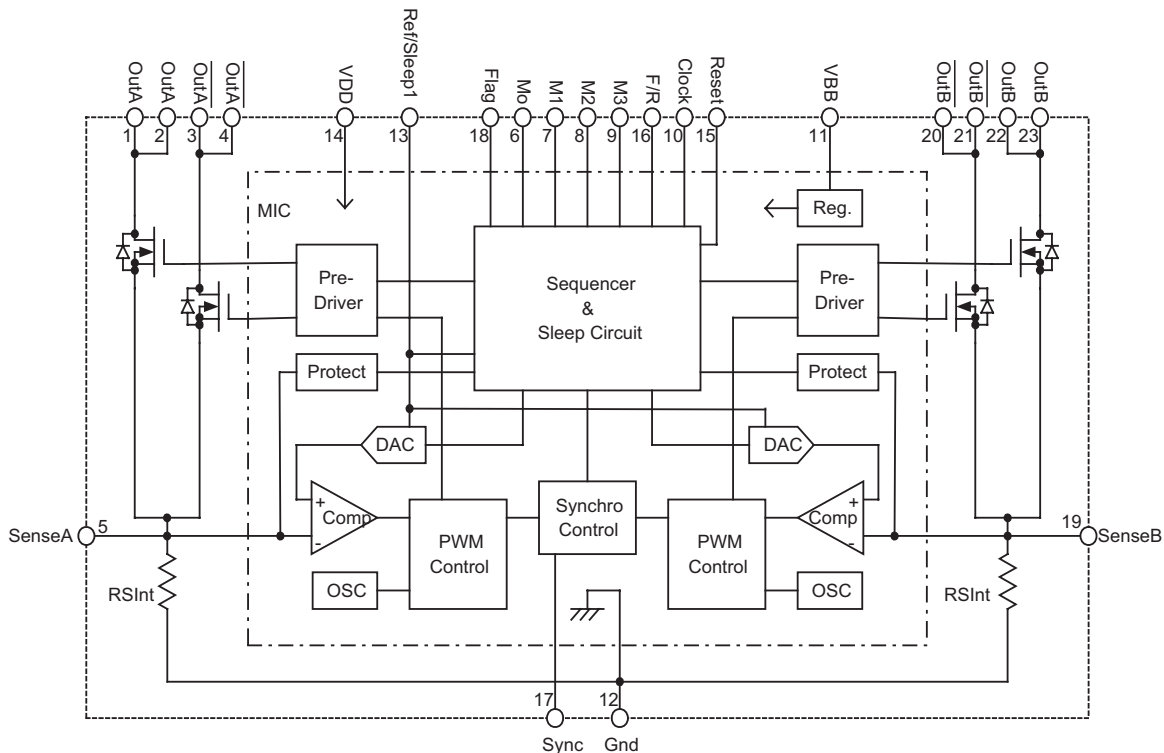 OutA
OutA
OutA
OutA
VDD
Ref/Sleep1
Flag
Mo
M1
M2
M3
F/R
Clock
Reset
VBB
OutB
OutB
OutB
OutB
1
2
3
4
14
13
18
6
7
8
9
16
10
15
11
20
21
22
23
MIC
Reg.
Pre-
Driver
Sequencer
&
Sleep Circuit
Pre-
Driver
Protect
Protect
DAC
DAC
SenseA
5
+
Comp
-
PWM
Control
Synchro
Control
PWM
Control
+
Comp
-
19
SenseB
RSInt
OSC
OSC
RSInt
17
12
Sync
Gnd